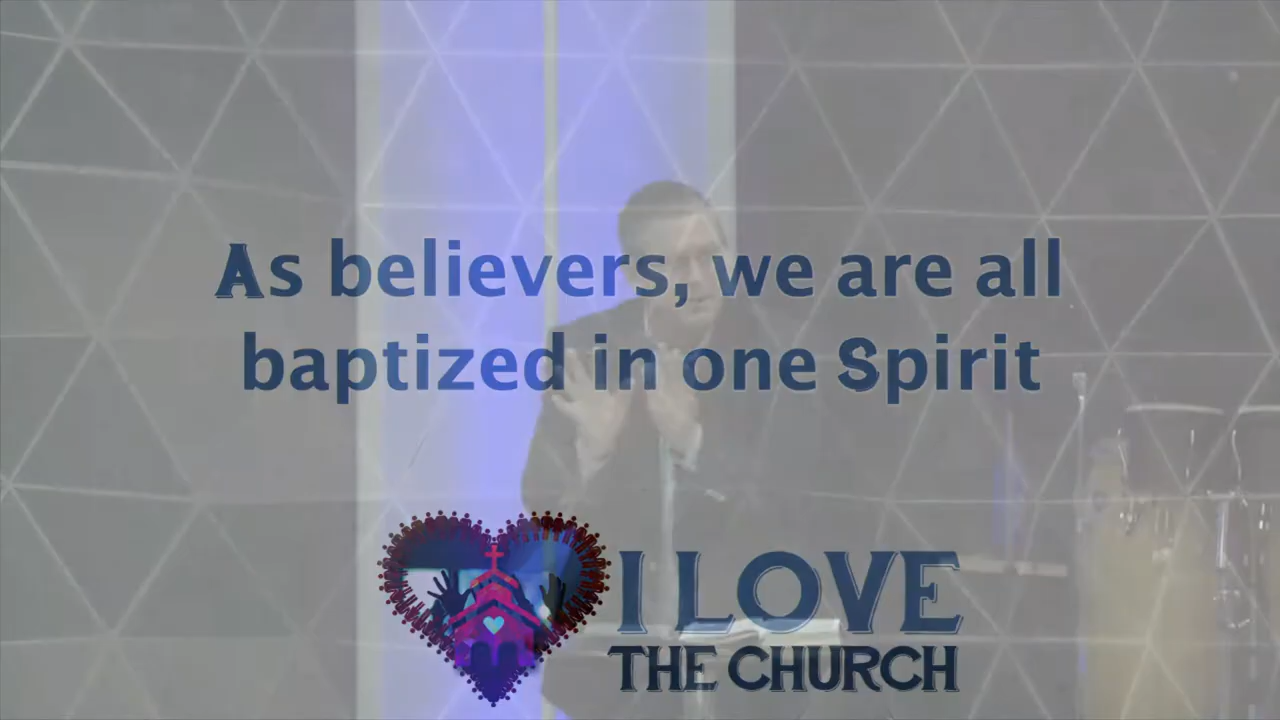 As believers, we are all
baptized in one Spirit
I LOVE
THE CHURCH